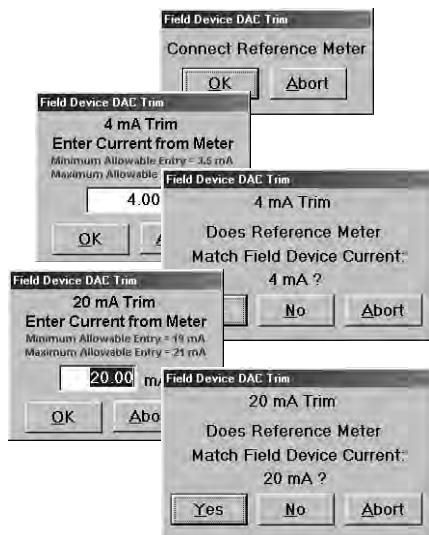 Field Device DAC Trim
Connect Reference Meter
OK Abort
Field Device DAC Trim
4 mA Trim
Enter Current from Meter
Minimum Allowable Entry = 3.5 mA
Maximum Allowable
4.00
OK
Field Device DAC Trim
4 mA Trim
Does Reference Meter
Match Field Device Current:
4 mA ?
No Abort
Field Device DAC Trim
20 mA Trim
Enter Current from Meter
Minimum Allowable Entry = 19 mA
Maximum Allowable Entry = 21 mA
20.00
OK Abo
Field Device DAC Trim
20 mA Trim
Does Reference Meter
Match Field Device Current:
20 mA ?
Yes No Abort